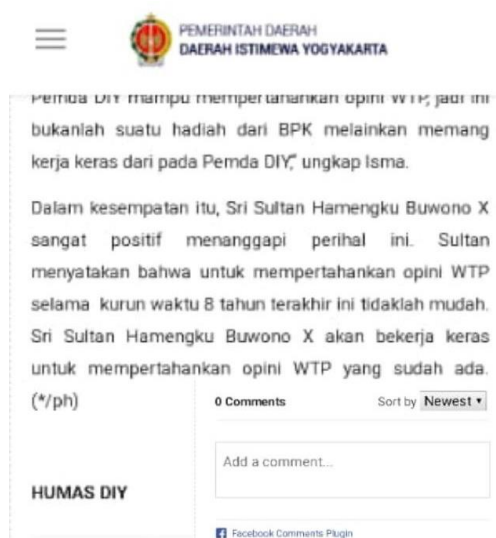 PEMERINTAH DAERAH
DAERAH ISTIMEWA YOGYAKARTA
Pemda DIY mampu mempertahankan opini WTP, jadi ini
bukanlah suatu hadiah dari BPK melainkan memang
kerja keras dari pada Pemda DIY," ungkap Isma.
Dalam kesempatan itu, Sri Sultan Hamengku Buwono X
sangat positif menanggapi perihal ini. Sultan
menyatakan bahwa untuk mempertahankan opini WTP
selama kurun waktu 8 tahun terakhir ini tidaklah mudah.
Sri Sultan Hamengku Buwono X akan bekerja keras
untuk mempertahankan opini WTP yang sudah ada.
(*/ph)
0 Comments Sort by Newest
Add a comment...
HUMAS DIY
Facebook Comments Plugin